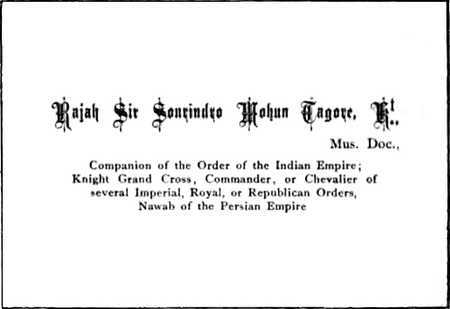 Rajah Sir Sourindro Mohun Tagore, Kt.,
Mus. Doc.,
Companion of the Order of the Indian Empire;
Knight Grand Cross, Commander, or Chevalier of
several Imperial, Royal, or Republican Orders,
Nawab of the Persian Empire